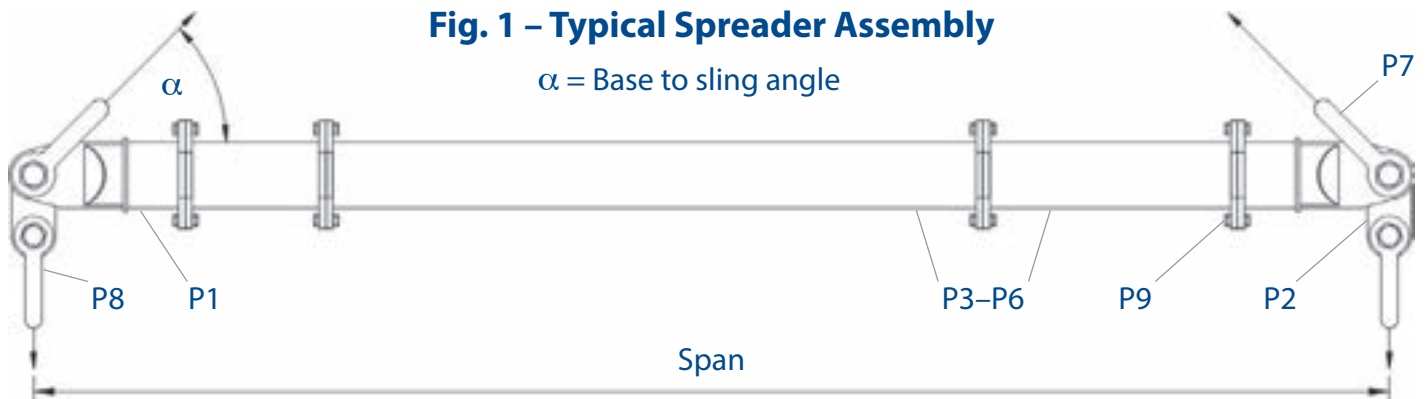 Fig. 1 – Typical Spreader Assembly
α = Base to sling angle
α
P7
P8
P1
P3–P6
P9
P2
Span